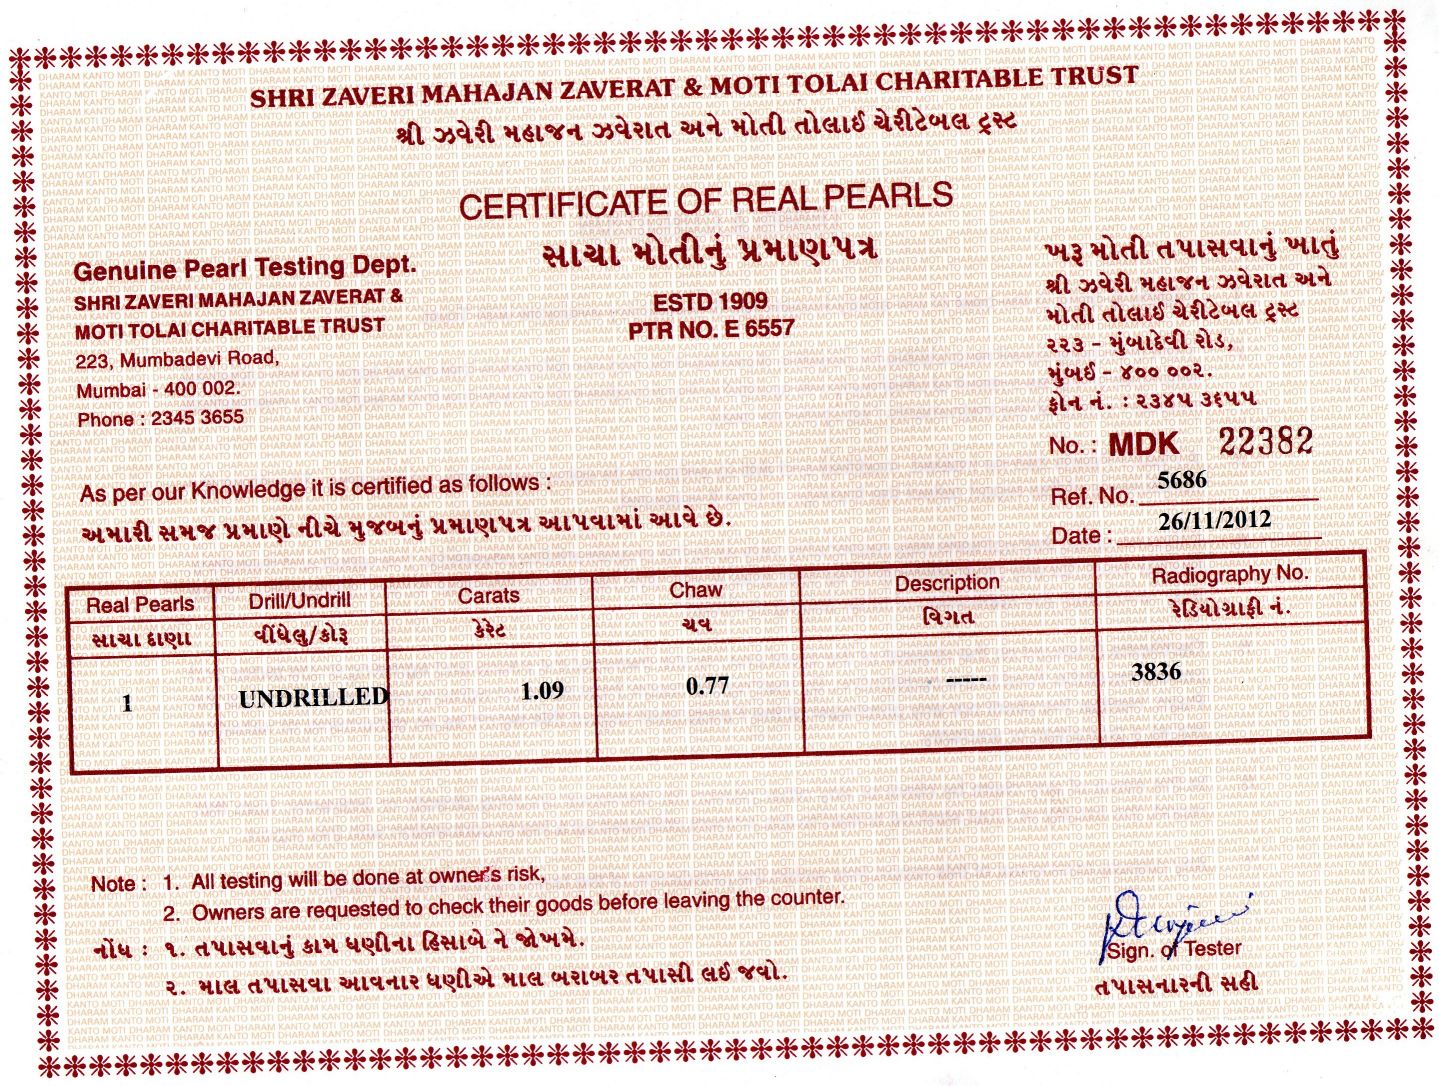 SHRI ZAVERI MAHAJAN ZAVERAT & MOTI TOLAI CHARITABLE TRUST
શ્રી ઝવેરી મહાજન ઝવેરાત અને મોતી તોલાઈ ચેરીટેબલ ટ્રસ્ટ
CERTIFICATE OF REAL PEARLS
સાચા મોતીનું પ્રમાણપત્ર
ESTD 1909
PTR NO. E 6557
Genuine Pearl Testing Dept.
SHRI ZAVERI MAHAJAN ZAVERAT &
MOTI TOLAI CHARITABLE TRUST
223, Mumbadevi Road,
Mumbai - 400 002.
Phone : 2345 3655
ખરૂ મોતી તપાસવાનું ખાતું
શ્રી ઝવેરી મહાજન ઝવેરાત અને
મોતી તોલાઈ ચેરીટેબલ ટ્રસ્ટ
૨૨૩ - મુંબાદેવી રોડ,
મુંબઈ - ૪૦૦ ૦૦૨.
ફોન નં. : ૨૩૪૫ ૩૬૫૫
No. : MDK 22382
Ref. No. 5686
Date : 26/11/2012
As per our Knowledge it is certified as follows :
અમારી સમજ પ્રમાણે નીચે મુજબનું પ્રમાણપત્ર આપવામાં આવે છે.
Real Pearls Drill/Undrill Carats Chaw Description Radiography No.
સાચા દાણા વીંધેલુ/કોરૂ કેરેટ ચવ વિગત રેડિયોગ્રાફી નં.
1 UNDRILLED 1.09 0.77 ----- 3836
Note : 1. All testing will be done at owner's risk,
2. Owners are requested to check their goods before leaving the counter.
નોંધ : ૧. તપાસવાનું કામ ધણીના હિસાબે ને જોખમે.
૨. માલ તપાસવા આવનાર ધણીએ માલ બરાબર તપાસી લઈ જવો.
Sign. of Tester
તપાસનારની સહી